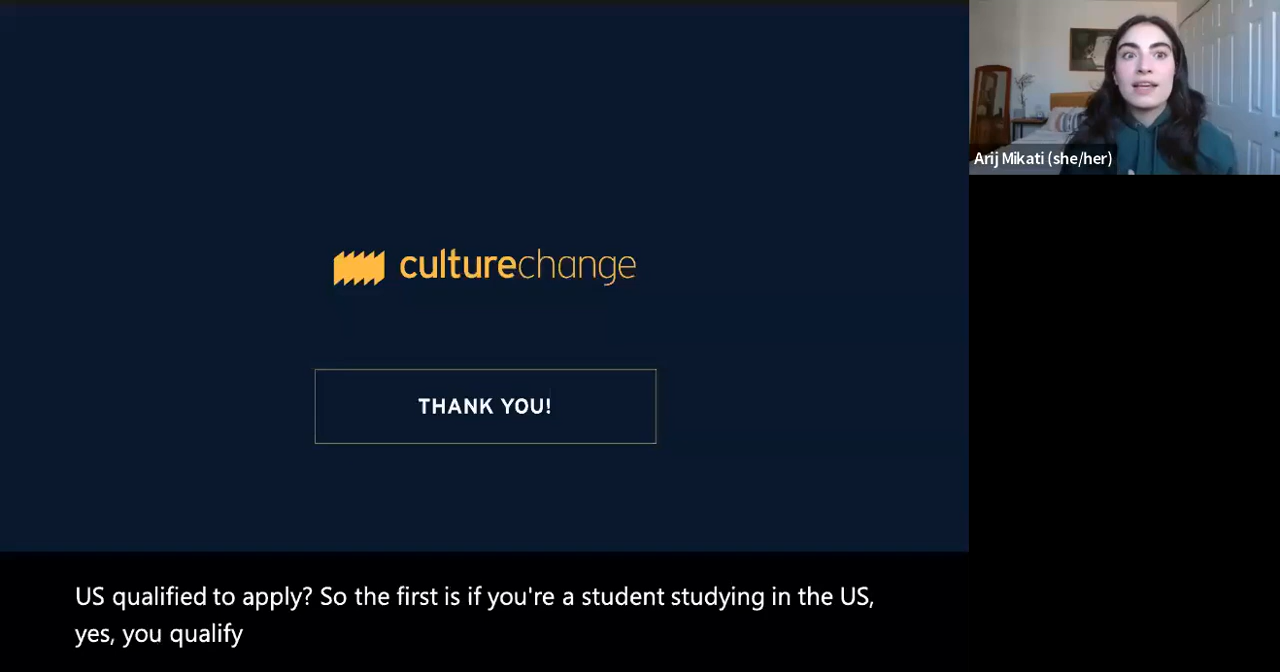 Arij Mikati (she/her)
culturechange
THANK YOU!
US qualified to apply? So the first is if you're a student studying in the US,
yes, you qualify